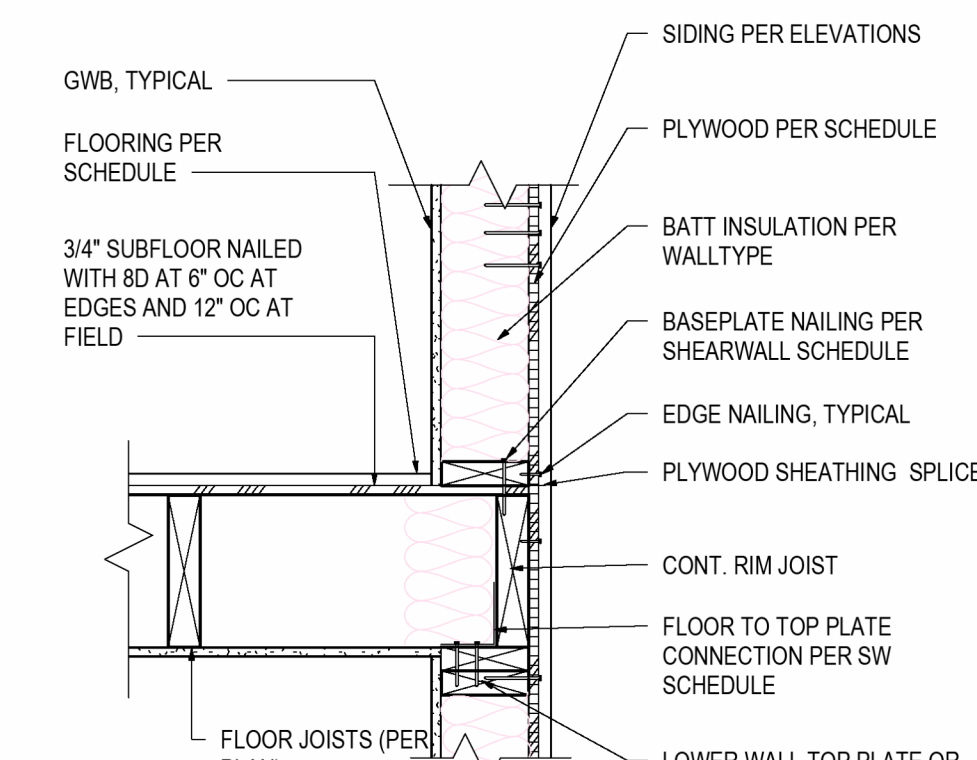 GWB, TYPICAL
FLOORING PER
SCHEDULE
3/4" SUBFLOOR NAILED
WITH 8D AT 6" OC AT
EDGES AND 12" OC AT
FIELD
FLOOR JOISTS (PER
SIDING PER ELEVATIONS
PLYWOOD PER SCHEDULE
BATT INSULATION PER
WALLTYPE
BASEPLATE NAILING PER
SHEARWALL SCHEDULE
EDGE NAILING, TYPICAL
PLYWOOD SHEATHING SPLICE
CONT. RIM JOIST
FLOOR TO TOP PLATE
CONNECTION PER SW
SCHEDULE
LOWER WALL TOP PLATE OR